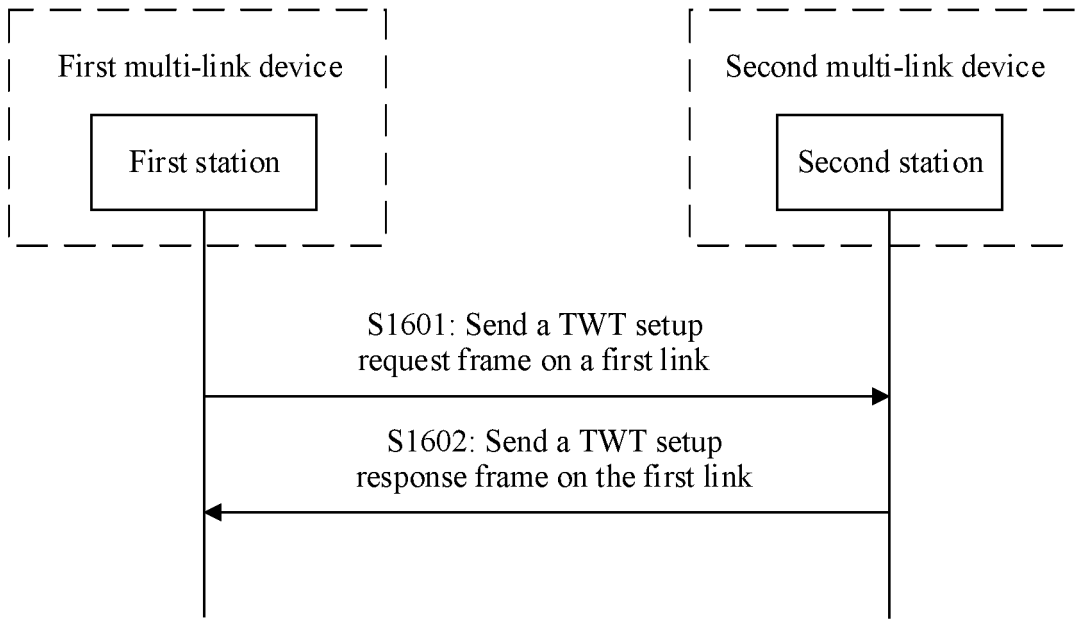 First multi-link device
Second multi-link device
First station
Second station
S1601: Send a TWT setup
request frame on a first link
S1602: Send a TWT setup
response frame on the first link